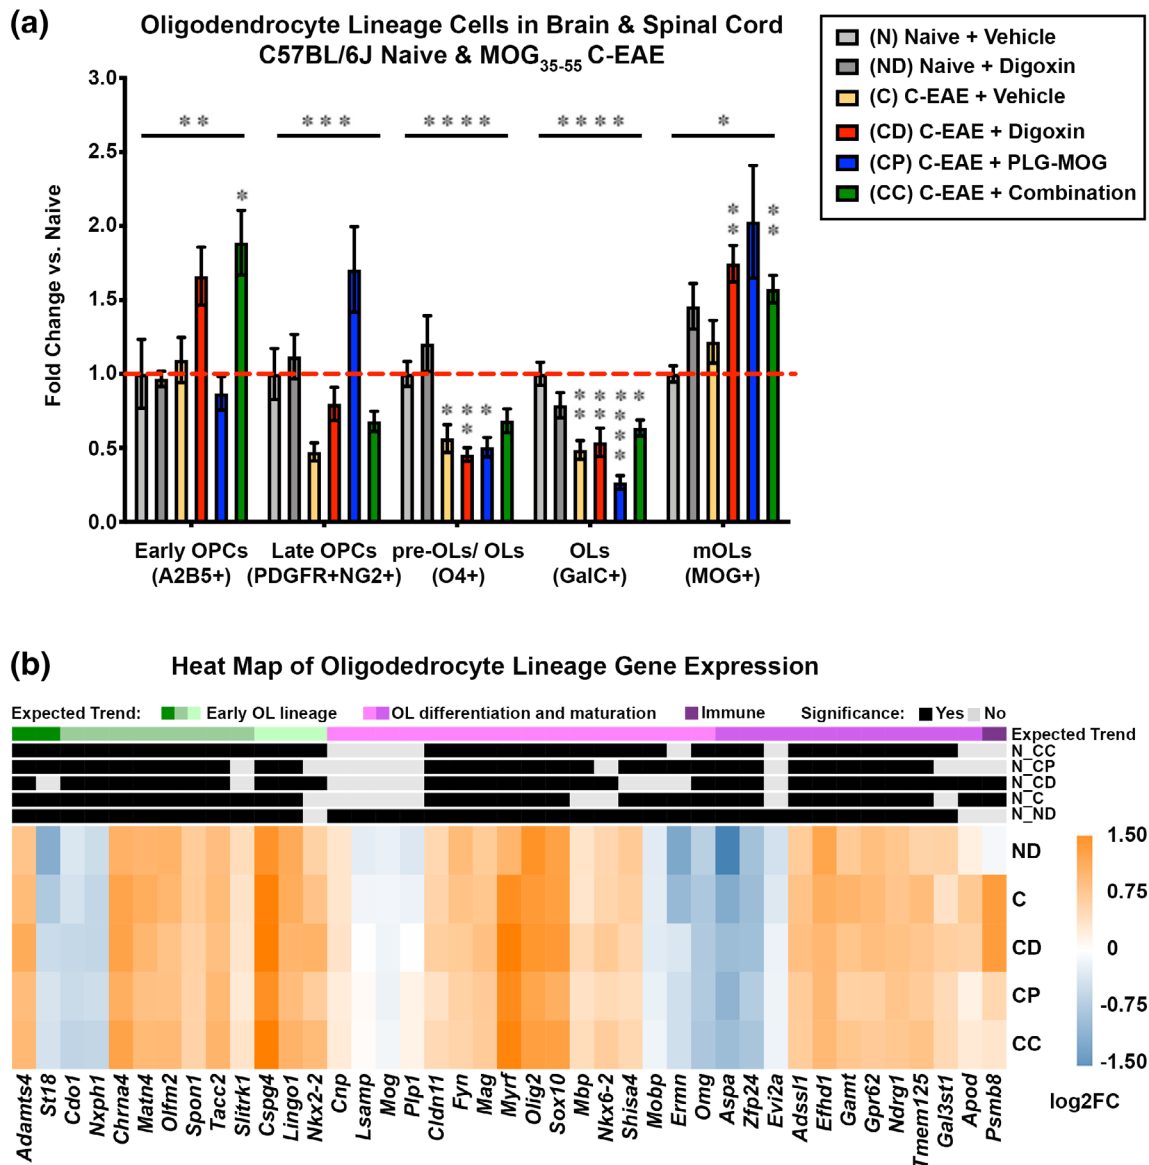 (a)
Oligodendrocyte Lineage Cells in Brain & Spinal Cord
C57BL/6J Naive & MOG35-55 C-EAE
(N) Naive + Vehicle
(ND) Naive + Digoxin
(C) C-EAE + Vehicle
(CD) C-EAE + Digoxin
(CP) C-EAE + PLG-MOG
(CC) C-EAE + Combination
Fold Change vs. Naive
3.0
2.5
2.0
1.5
1.0
0.5
0.0
** *** **** **** *
*
* ** * ** ** **** *
** **
Early OPCs
(A2B5+)
Late OPCs
(PDGFR+NG2+)
pre-OLs/ OLs
(O4+)
OLs
(GalC+)
mOLs
(MOG+)
(b)
Heat Map of Oligodedrocyte Lineage Gene Expression
Expected Trend: Early OL lineage OL differentiation and maturation Immune Significance: Yes No
Expected Trend
N_CC
N_CP
N_CD
N_C
N_ND
ND
C
CD
CP
CC
1.50
0.75
0
-0.75
-1.50
log2FC
Adamts4
St18
Cdo1
Nxph1
Chrna4
Matn4
Olfm2
Spon1
Tacc2
Slitrk1
Cspg4
Lingo1
Nkx2-2
Cnp
Lsamp
Mog
Plp1
Cldn11
Fyn
Mag
Myrf
Olig2
Sox10
Mbp
Nkx6-2
Shisa4
Mobp
Ermn
Omg
Aspa
Zfp24
Evi2a
Adssl1
Efhd1
Gamt
Gpr62
Ndrg1
Tmem125
Gal3st1
Apod
Psmb8